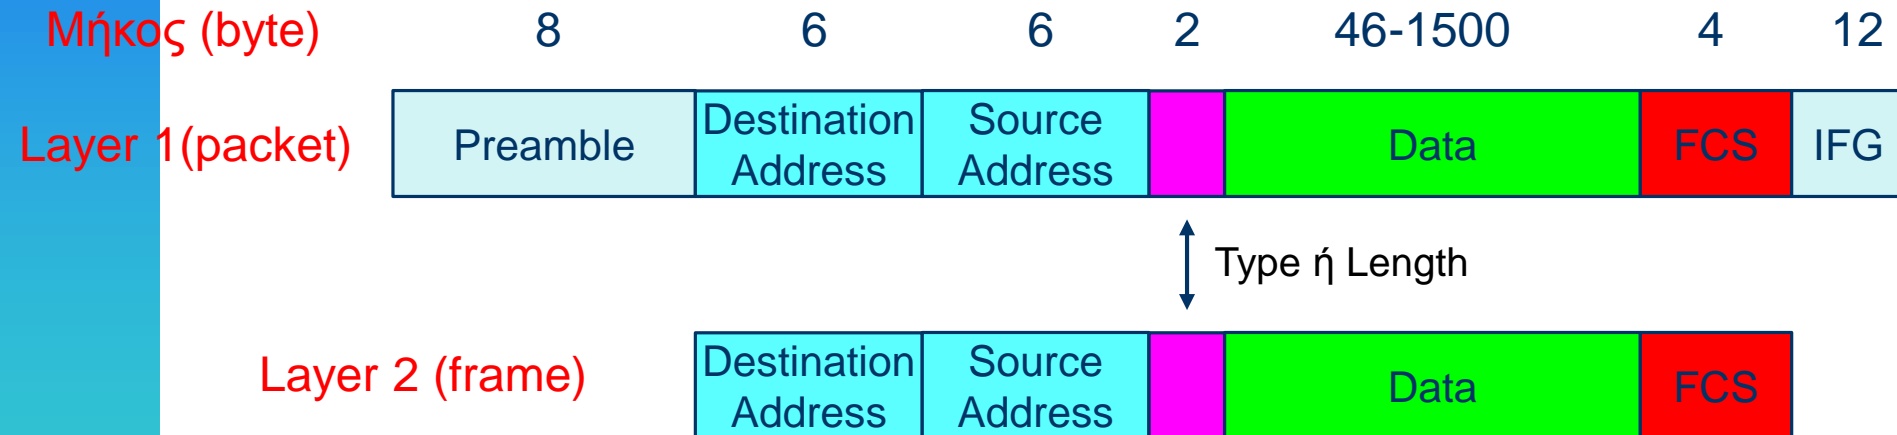 Μήκος (byte) 8 6 6 2 46-1500 4 12
Layer 1(packet) Preamble Destination Address Source Address Data FCS IFG
Type ή Length
Layer 2 (frame) Destination Address Source Address Data FCS